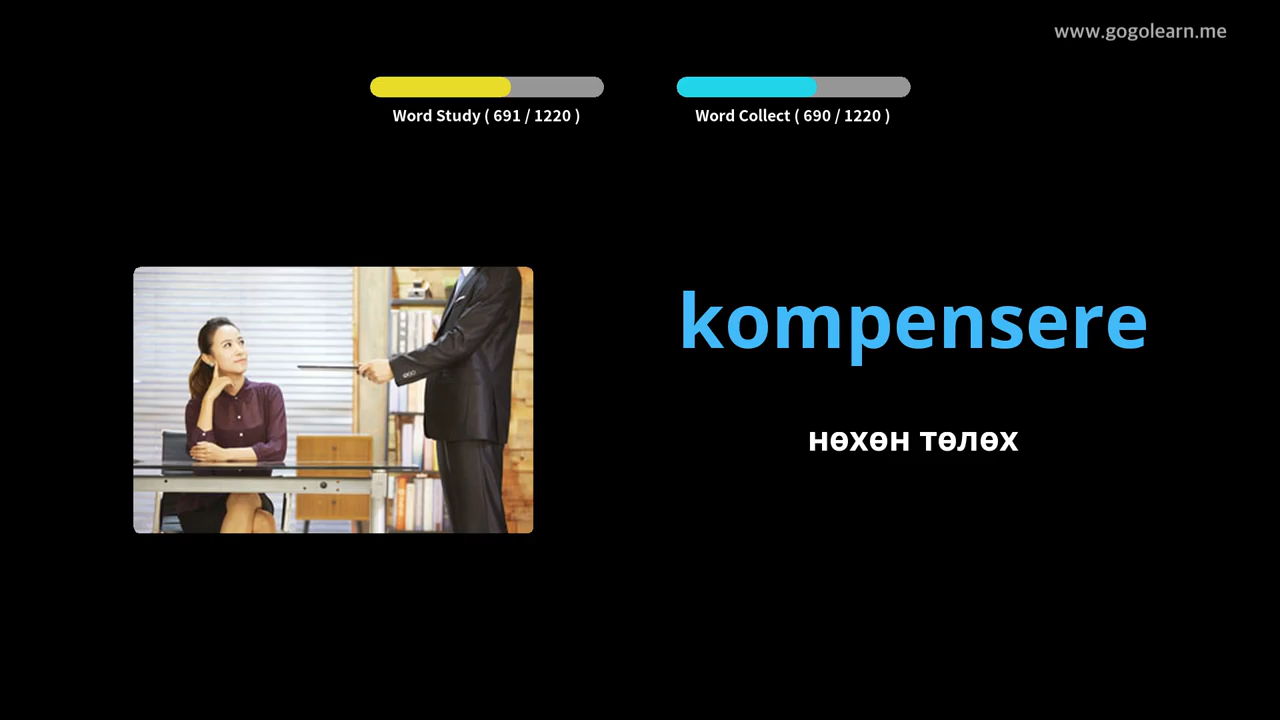 www.gogolearn.me
Word Study ( 691 / 1220 )
Word Collect ( 690 / 1220 )
kompensere
нөхөн төлөх